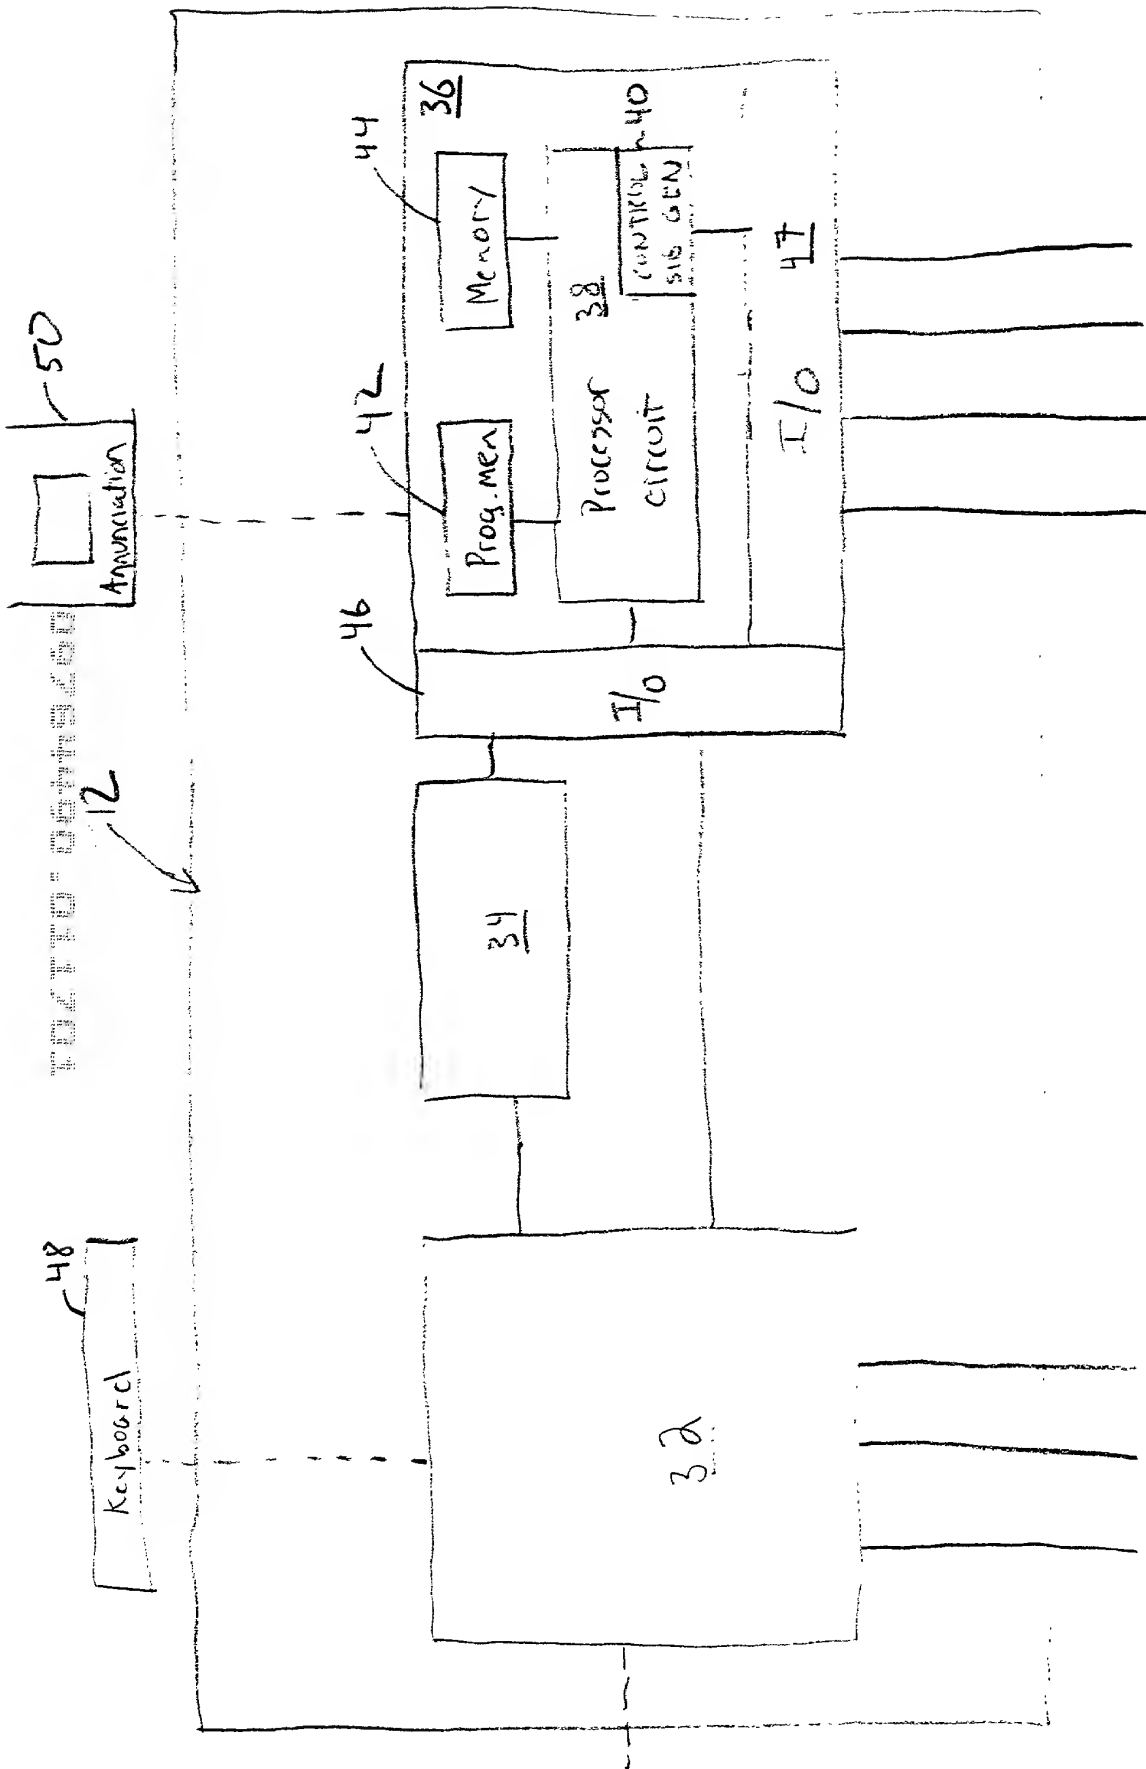 48
Keyboard
12
50
Annunciation
32
34
46
I/O
42
Prog.Mem
44
Memory
36
38
Processor
circuit
40
CONTROL
SIG GEN
47
I/O